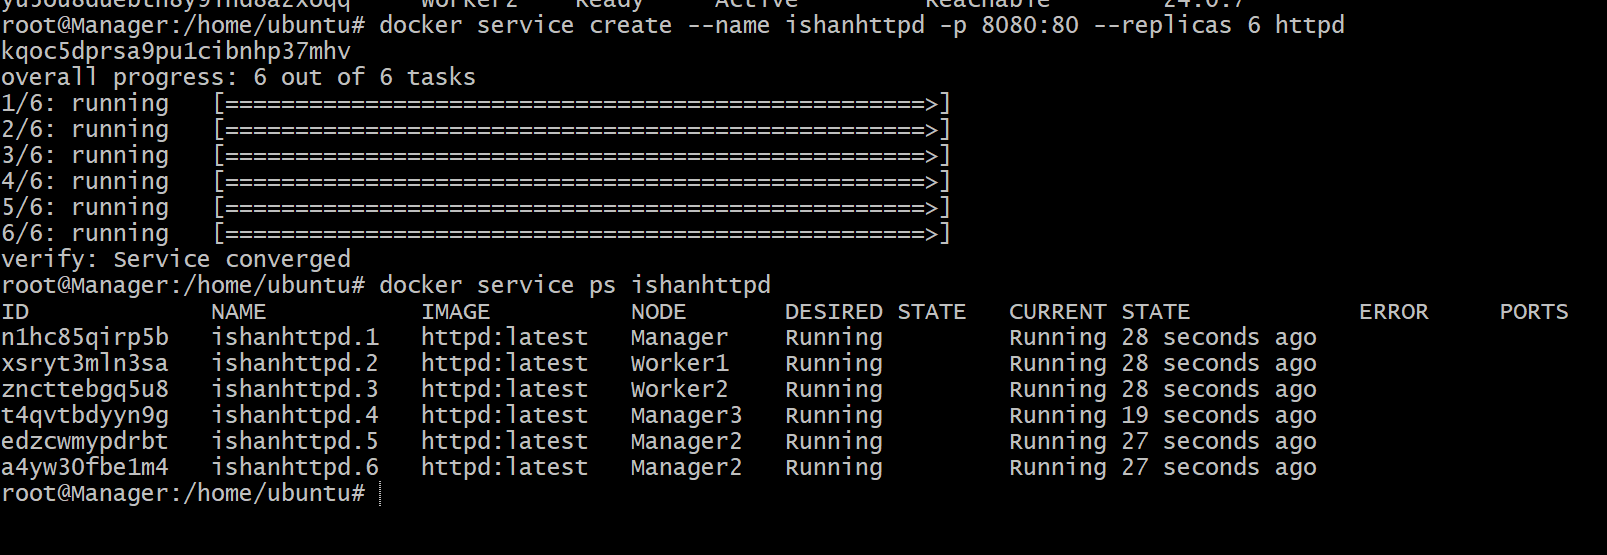 Worker2 Ready Active Reachable 24.0.7
root@Manager:/home/ubuntu# docker service create --name ishanhttpd -p 8080:80 --replicas 6 httpd
kqoc5dprsa9pu1cibnhp37mhv
overall progress: 6 out of 6 tasks
1/6: running [==================================================>]
2/6: running [==================================================>]
3/6: running [==================================================>]
4/6: running [==================================================>]
5/6: running [==================================================>]
6/6: running [==================================================>]
verify: Service converged
root@Manager:/home/ubuntu# docker service ps ishanhttpd
ID NAME IMAGE NODE DESIRED STATE CURRENT STATE ERROR PORTS
n1hc85qirp5b ishanhttpd.1 httpd:latest Manager Running Running 28 seconds ago
xsryt3mln3sa ishanhttpd.2 httpd:latest Worker1 Running Running 28 seconds ago
zncttebgq5u8 ishanhttpd.3 httpd:latest Worker2 Running Running 28 seconds ago
t4qvtbdyyn9g ishanhttpd.4 httpd:latest Manager3 Running Running 19 seconds ago
edzcwmypdrbt ishanhttpd.5 httpd:latest Manager2 Running Running 27 seconds ago
a4yw30fbe1m4 ishanhttpd.6 httpd:latest Manager2 Running Running 27 seconds ago
root@Manager:/home/ubuntu#